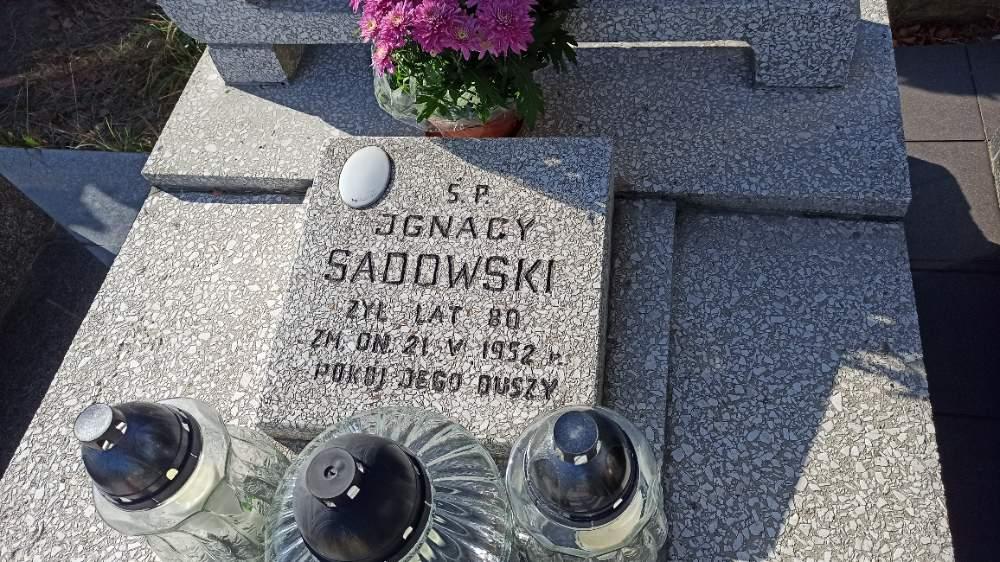 Ś.P.
JGNACY
SADOWSKI
ŻYŁ LAT 80
ZM. DN. 21.V.1952 r.
POKÓJ JEGO DUSZY